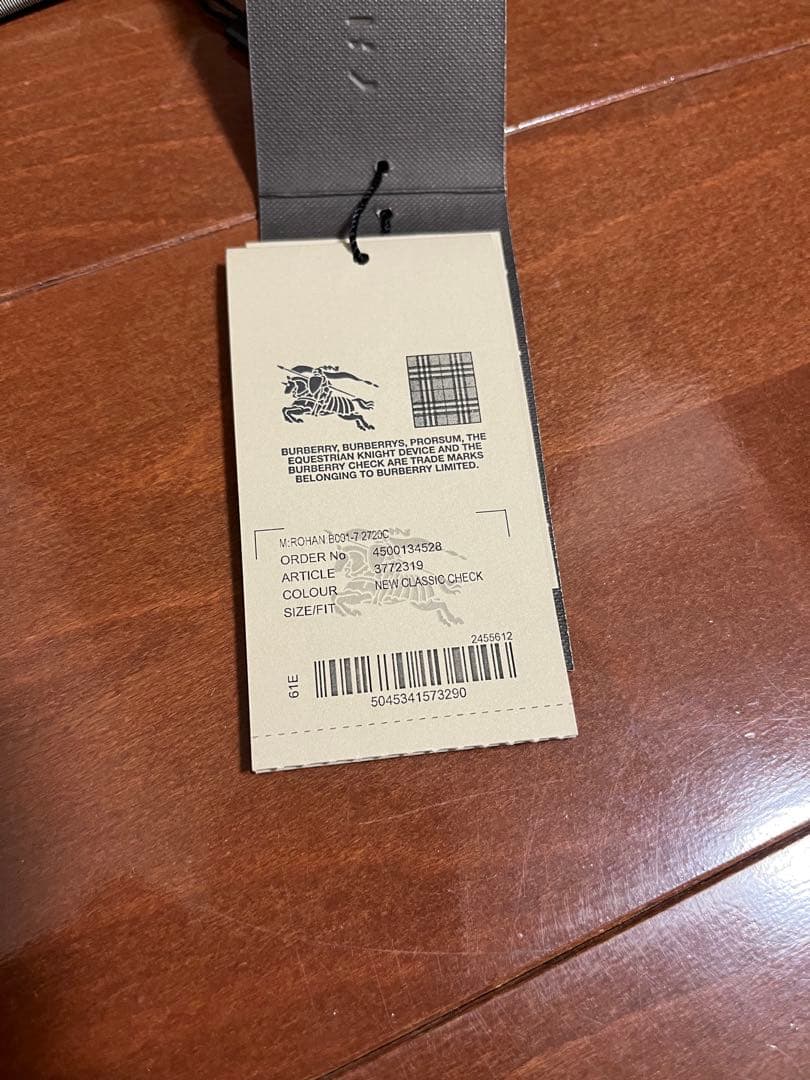 BURBERRY, BURBERRYS, PRORSUM, THE
EQUESTRIAN KNIGHT DEVICE AND THE
BURBERRY CHECK ARE TRADE MARKS
BELONGING TO BURBERRY LIMITED.
M:ROHAN B091-7 2720C
ORDER No 4500134528
ARTICLE 3772319
COLOUR NEW CLASSIC CHECK
SIZE/FIT
2455612
61E
5045341573290